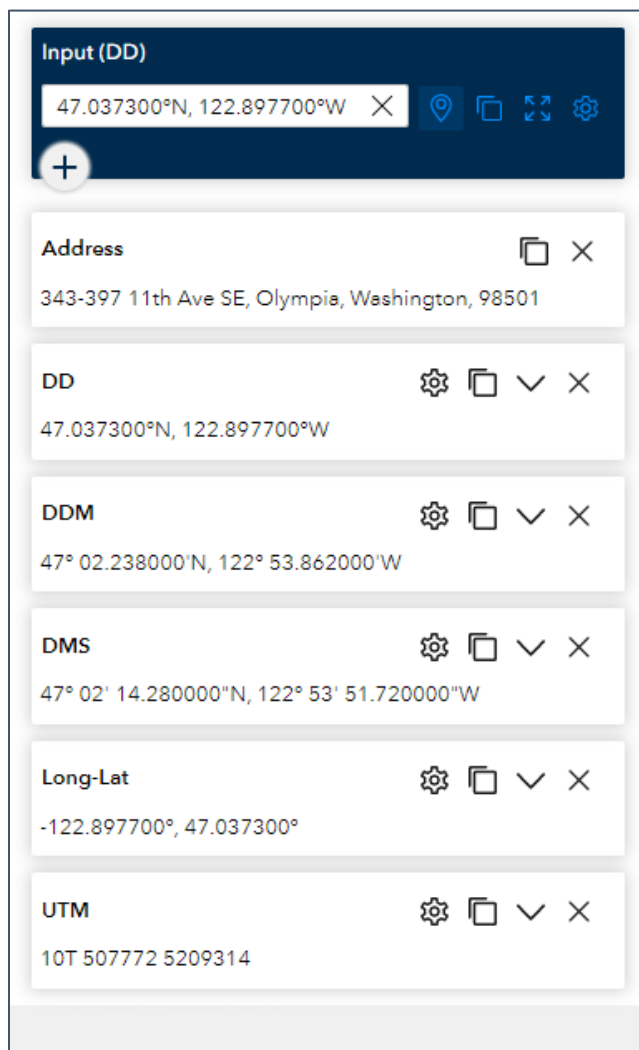 Input (DD)
47.037300°N, 122.897700°W
Address
343-397 11th Ave SE, Olympia, Washington, 98501
DD
47.037300°N, 122.897700°W
DDM
47° 02.238000'N, 122° 53.862000'W
DMS
47° 02' 14.280000"N, 122° 53' 51.720000"W
Long-Lat
-122.897700°, 47.037300°
UTM
10T 507772 5209314